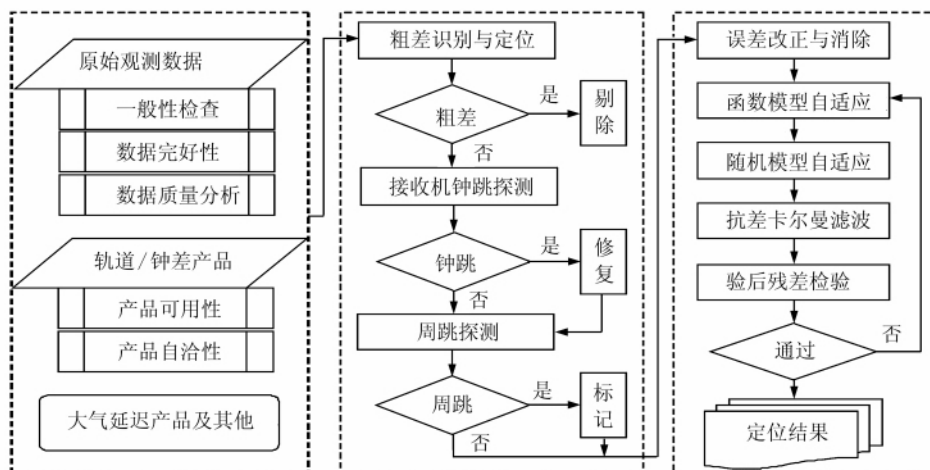 原始观测数据
一般性检查
数据完好性
数据质量分析
轨道/钟差产品
产品可用性
产品自洽性
大气延迟产品及其他
粗差识别与定位
粗差
是
剔除
否
接收机钟跳探测
钟跳
是
修复
否
周跳探测
周跳
是
标记
否
误差改正与消除
函数模型自适应
随机模型自适应
抗差卡尔曼滤波
验后残差检验
通过
否
定位结果